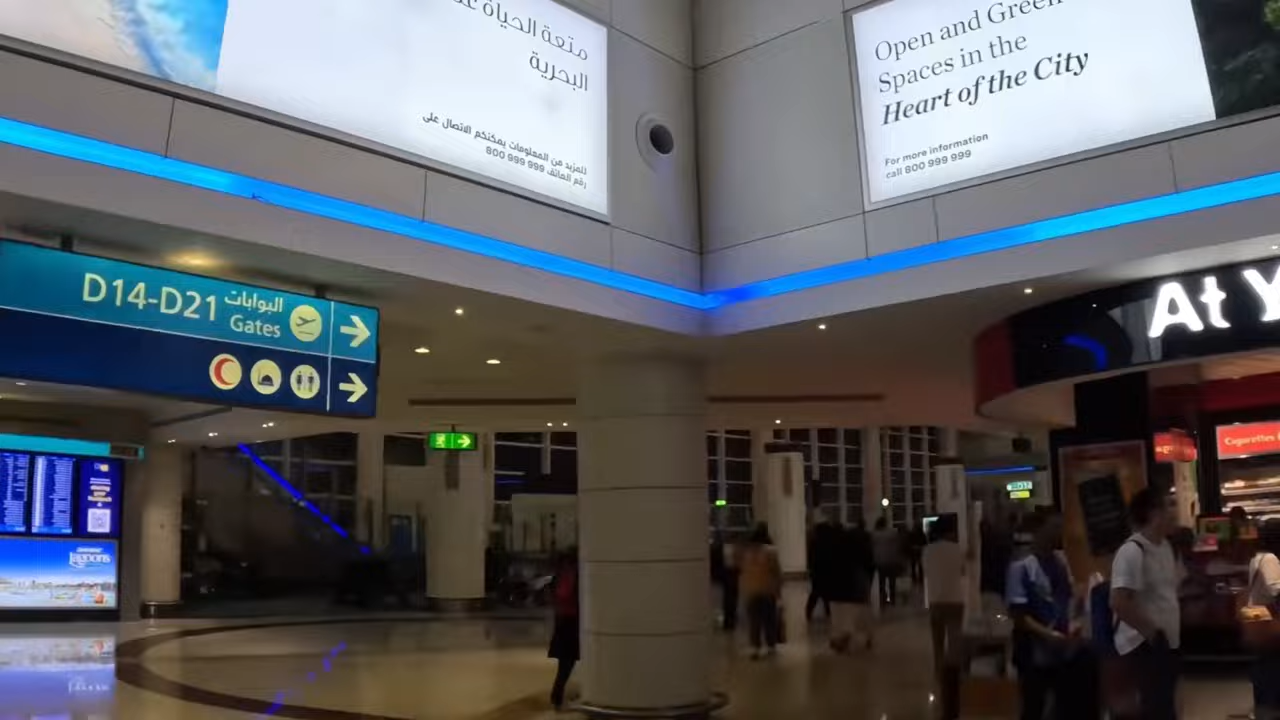 متعة الحياة
البحرية
للمزيد من المعلومات يمكنكم الاتصال على
رقم الهاتف 999 999 800
Open and Green
Spaces in the
Heart of the City
For more information
call 800 999 999
D14-D21 البوابات
Gates
At Y
Cigarettes
lagoons